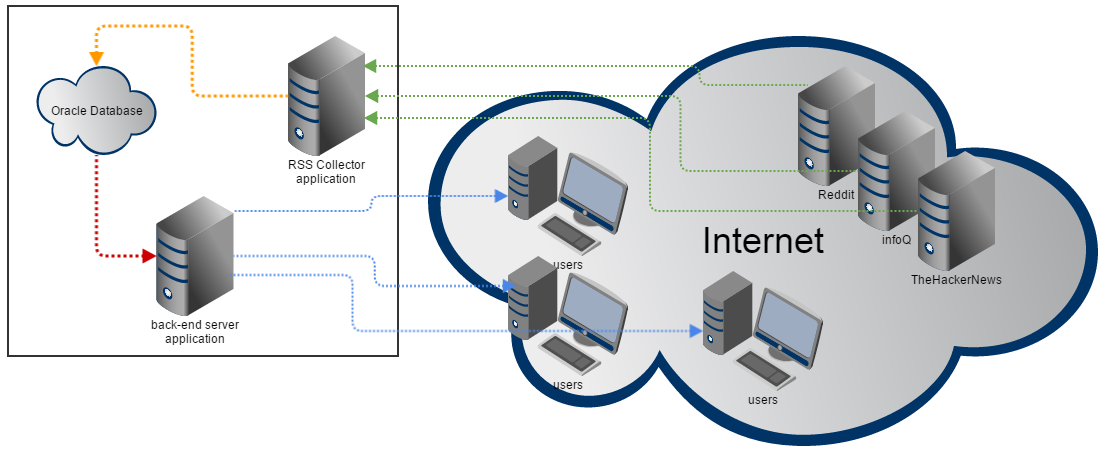 Oracle Database
RSS Collector
application
back-end server
application
users
users
users
Internet
Reddit
infoQ
TheHackerNews